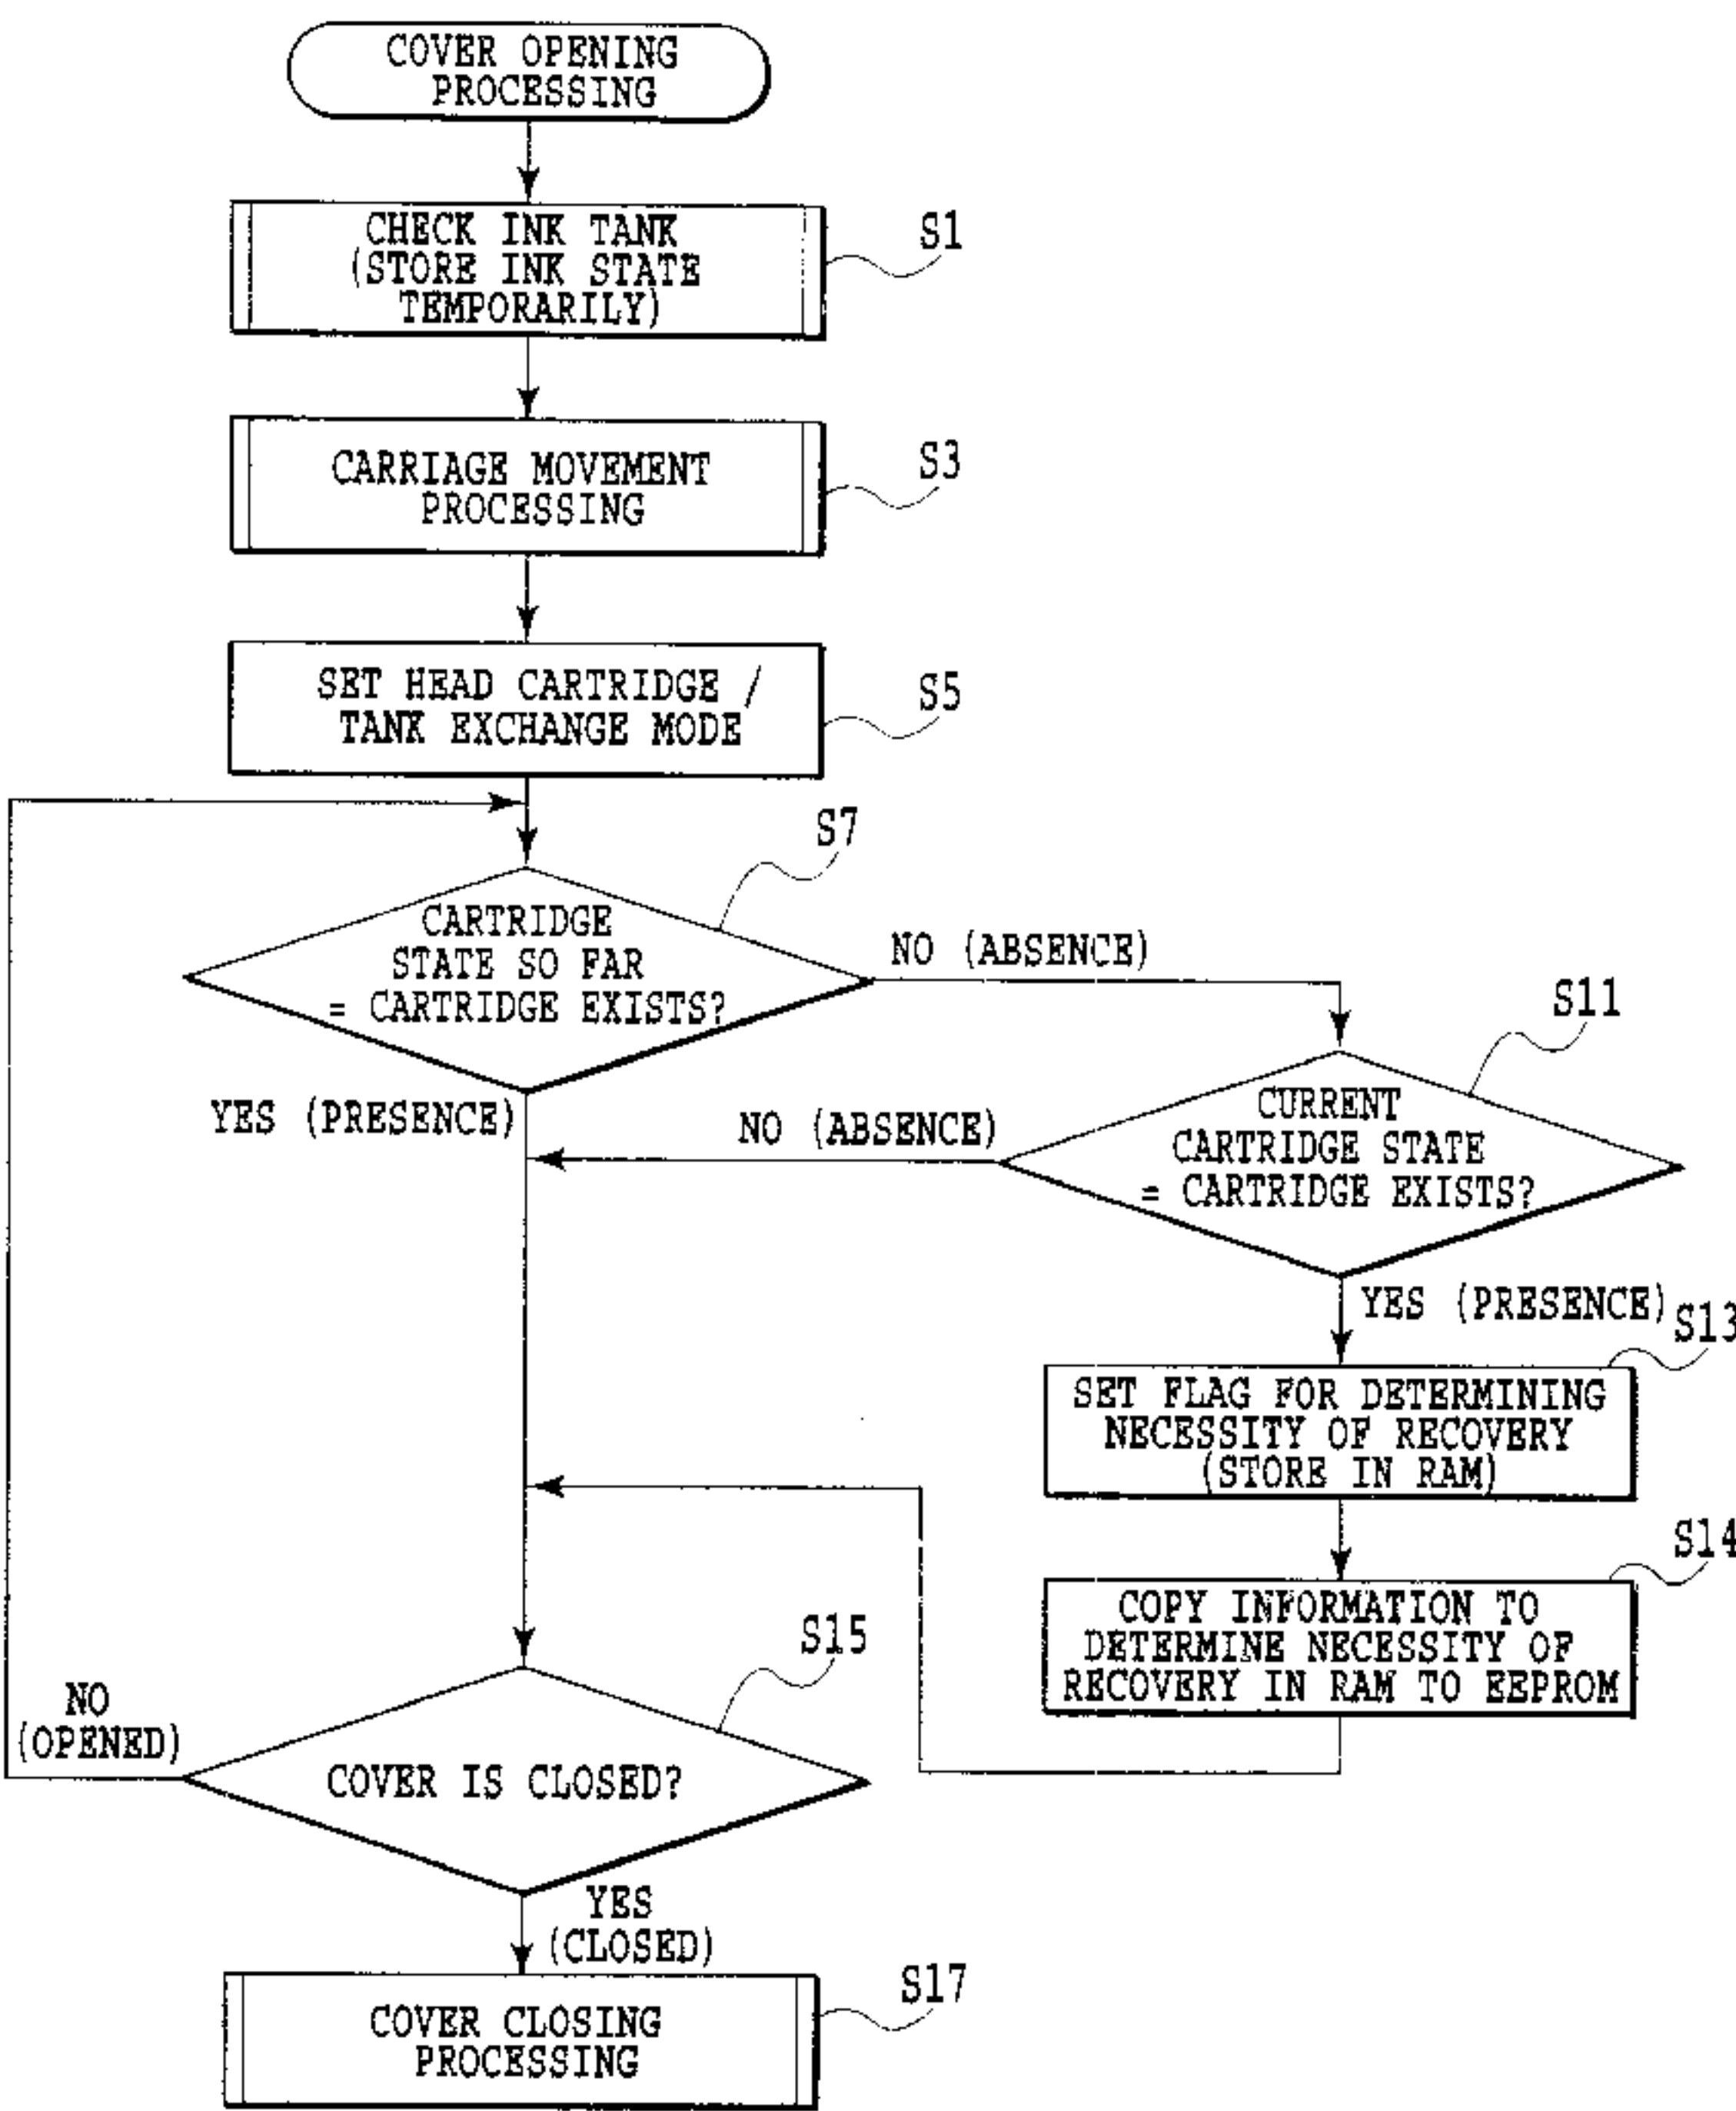 COVER OPENING
PROCESSING
CHECK INK TANK
(STORE INK STATE
TEMPORARILY)
S1
CARRIAGE MOVEMENT
PROCESSING
S3
SET HEAD CARTRIDGE /
TANK EXCHANGE MODE
S5
S7
CARTRIDGE
STATE SO FAR
= CARTRIDGE EXISTS?
NO (ABSENCE)
YES (PRESENCE)
S11
CURRENT
CARTRIDGE STATE
= CARTRIDGE EXISTS?
NO (ABSENCE)
YES (PRESENCE)
S13
SET FLAG FOR DETERMINING
NECESSITY OF RECOVERY
(STORE IN RAM)
S14
COPY INFORMATION TO
DETERMINE NECESSITY OF
RECOVERY IN RAM TO EEPROM
S15
NO
(OPENED)
COVER IS CLOSED?
YES
(CLOSED)
S17
COVER CLOSING
PROCESSING